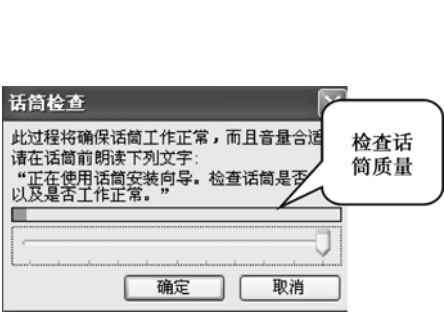 话筒检查
此过程将确保话筒工作正常，而且音量合适
请在话筒前朗读下列文字：
“正在使用话筒安装向导。检查话筒是否
以及是否工作正常。”
检查话
筒质量
确定
取消